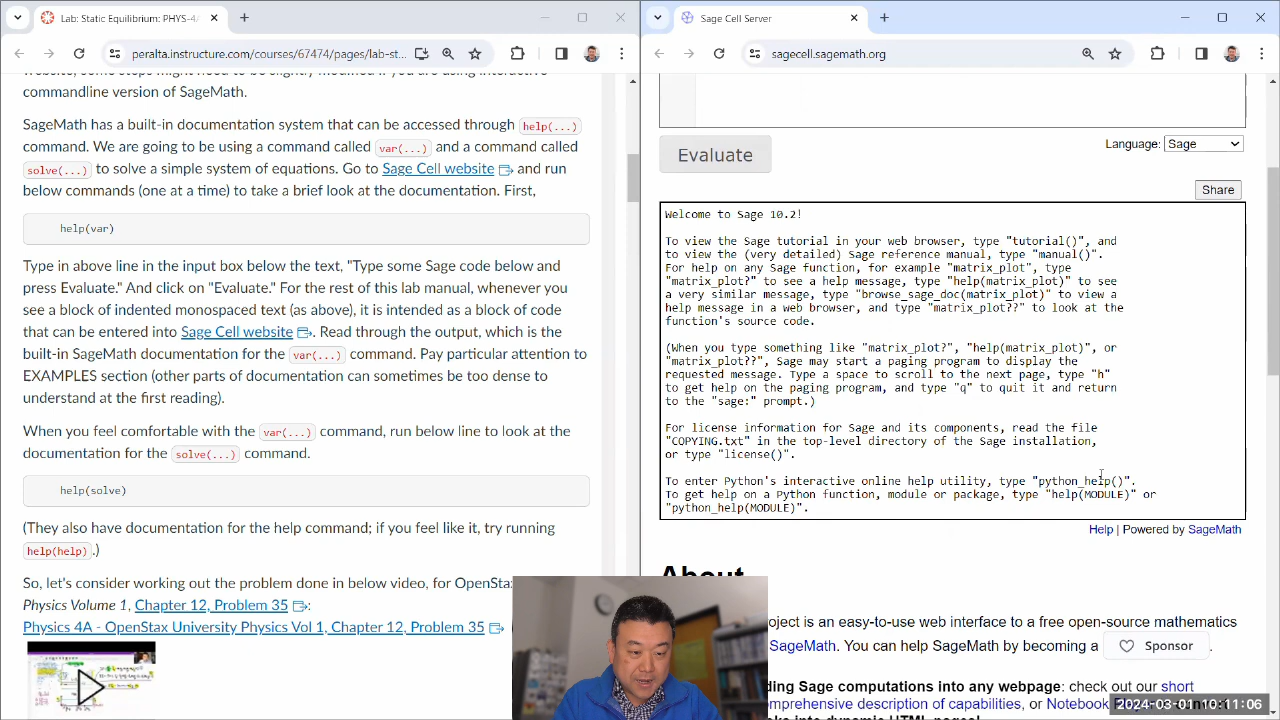 Lab: Static Equilibrium: PHYS-4A
peralta.instructure.com/courses/67474/pages/lab-st...
website, some steps might need to be slightly modified if you are using interactive
commandline version of SageMath.
SageMath has a built-in documentation system that can be accessed through help(...)
command. We are going to be using a command called var(...) and a command called
solve(...) to solve a simple system of equations. Go to Sage Cell website and run
below commands (one at a time) to take a brief look at the documentation. First,
help(var)
Type in above line in the input box below the text, "Type some Sage code below and
press Evaluate." And click on "Evaluate." For the rest of this lab manual, whenever you
see a block of indented monospaced text (as above), it is intended as a block of code
that can be entered into Sage Cell website. Read through the output, which is the
built-in SageMath documentation for the var(...) command. Pay particular attention to
EXAMPLES section (other parts of documentation can sometimes be too dense to
understand at the first reading).
When you feel comfortable with the var(...) command, run below line to look at the
documentation for the solve(...) command.
help(solve)
(They also have documentation for the help command; if you feel like it, try running
help(help).)
So, let's consider working out the problem done in below video, for OpenStax
Physics Volume 1, Chapter 12, Problem 35:
Physics 4A - OpenStax University Physics Vol 1, Chapter 12, Problem 35
Sage Cell Server
sagecell.sagemath.org
Evaluate
Language: Sage
Share
Welcome to Sage 10.2!
To view the Sage tutorial in your web browser, type "tutorial()", and
to view the (very detailed) Sage reference manual, type "manual()".
For help on any Sage function, for example "matrix_plot", type
"matrix_plot?" to see a help message, type "help(matrix_plot)" to see
a very similar message, type "browse_sage_doc(matrix_plot)" to view a
help message in a web browser, and type "matrix_plot??" to look at the
function's source code.
(When you type something like "matrix_plot?", "help(matrix_plot)", or
"matrix_plot??", Sage may start a paging program to display the
requested message. Type a space to scroll to the next page, type "h"
to get help on the paging program, and type "q" to quit it and return
to the "sage:" prompt.)
For license information for Sage and its components, read the file
"COPYING.txt" in the top-level directory of the Sage installation,
or type "license()".
To enter Python's interactive online help utility, type "python_help()".
To get help on a Python function, module or package, type "help(MODULE)" or
"python_help(MODULE)".
Help | Powered by SageMath
About
oject is an easy-to-use web interface to a free open-source mathematics
SageMath. You can help SageMath by becoming a Sponsor .
ding Sage computations into any webpage: check out our short
mprehensive description of capabilities, or Notebook
2024-03-01 10:11:06